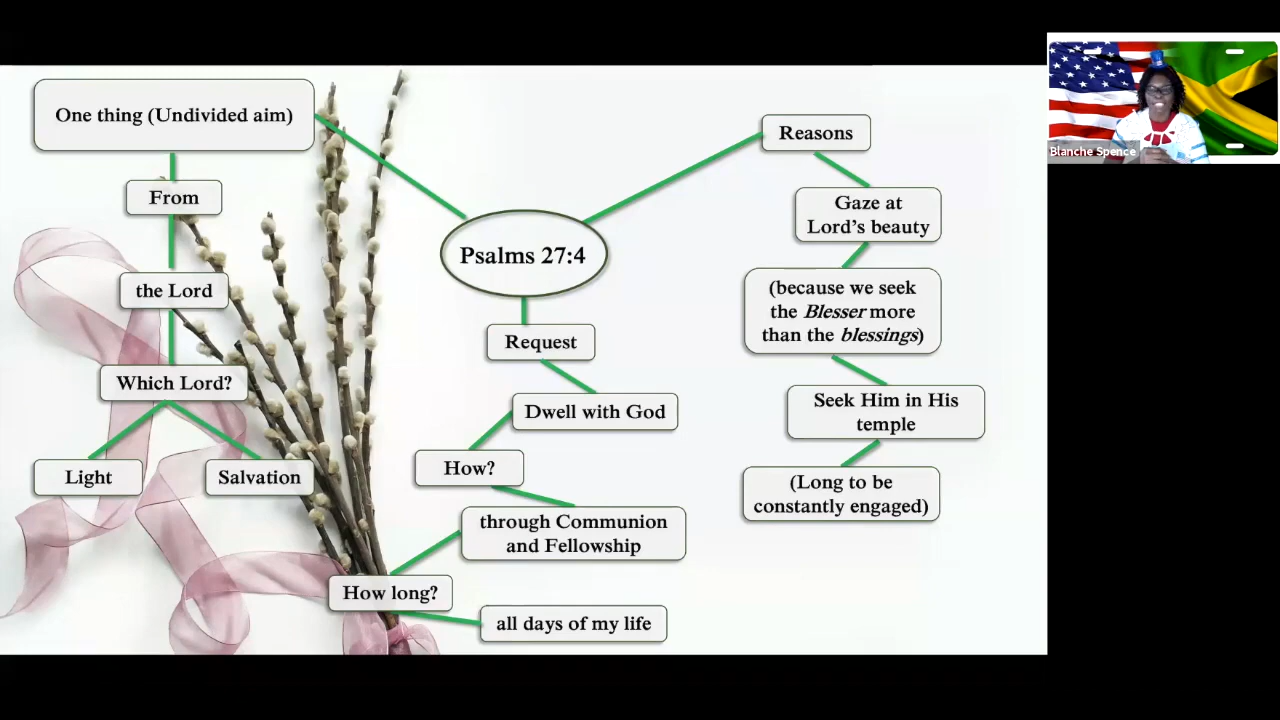 One thing (Undivided aim)
From
the Lord
Which Lord?
Light
Salvation
Psalms 27:4
Request
Dwell with God
How?
through Communion
and Fellowship
How long?
all days of my life
Reasons
Gaze at
Lord's beauty
(because we seek
the Blesser more
than the blessings)
Seek Him in His
temple
(Long to be
constantly engaged)
Blanche Spence